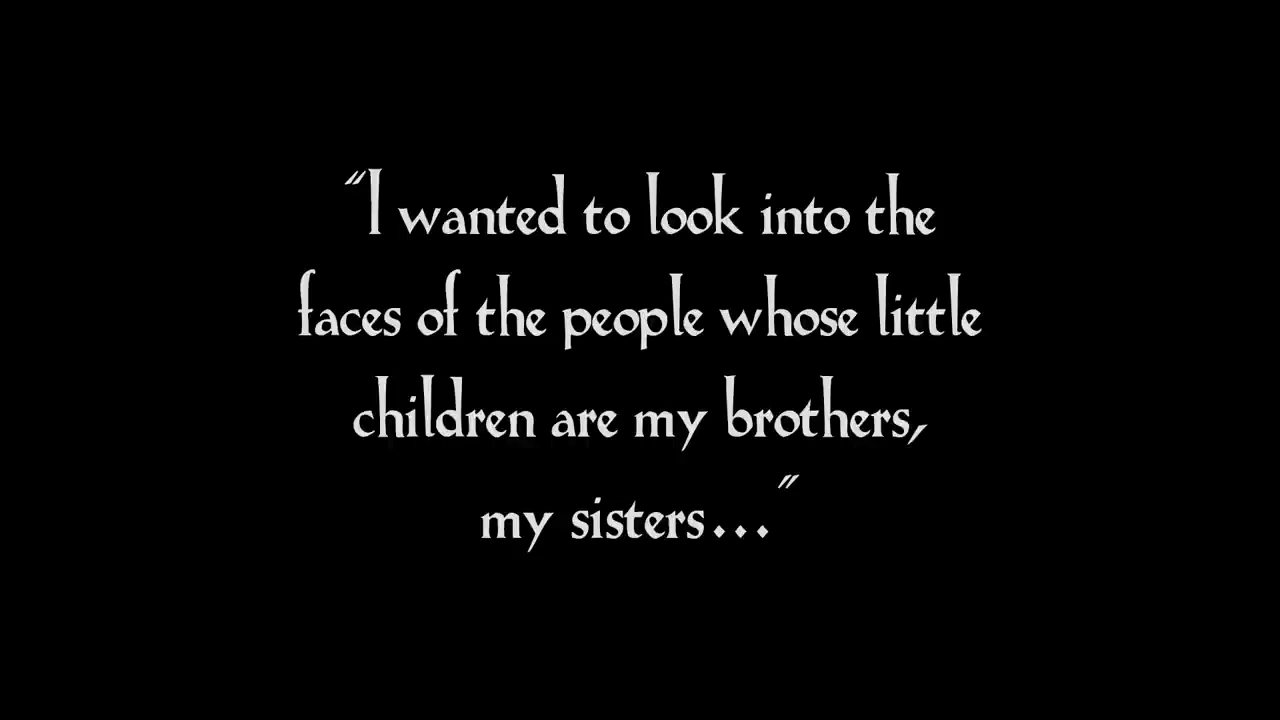 “I wanted to look into the
faces of the people whose little
children are my brothers,
my sisters...”